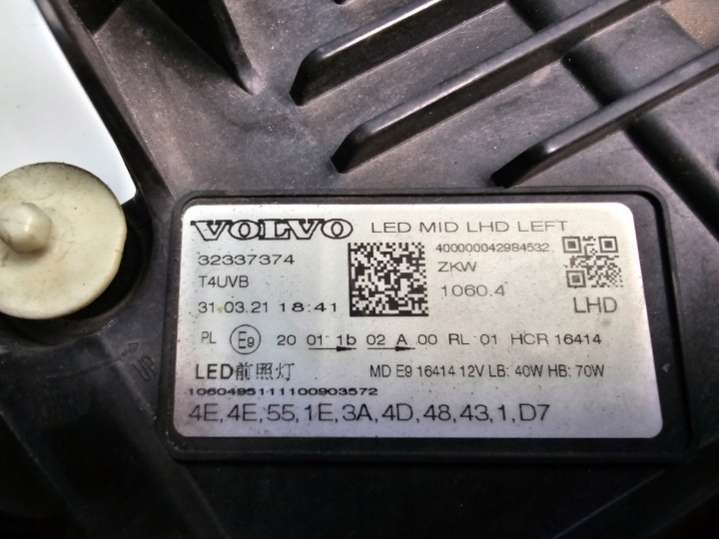 VOLVO LED MID LHD LEFT
32337374 400000042984532
T4UVB ZKW
31.03.21 18:41 1060.4 LHD
PL E9 20 01 1b 02 A 00 RL 01 HCR 16414
LED前照灯 MD E9 16414 12V LB: 40W HB: 70W
1060495111100903572
4E,4E,55,1E,3A,4D,48,43,1,D7